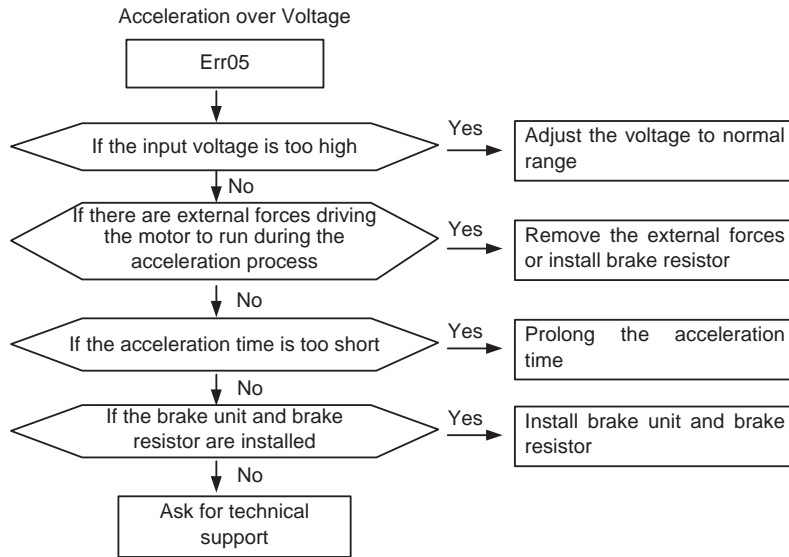 Acceleration over Voltage
Err05
If the input voltage is too high
Yes
Adjust the voltage to normal
range
No
If there are external forces driving
the motor to run during the
acceleration process
Yes
Remove the external forces
or install brake resistor
No
If the acceleration time is too short
Yes
Prolong the acceleration
time
No
If the brake unit and brake
resistor are installed
Yes
Install brake unit and brake
resistor
No
Ask for technical
support